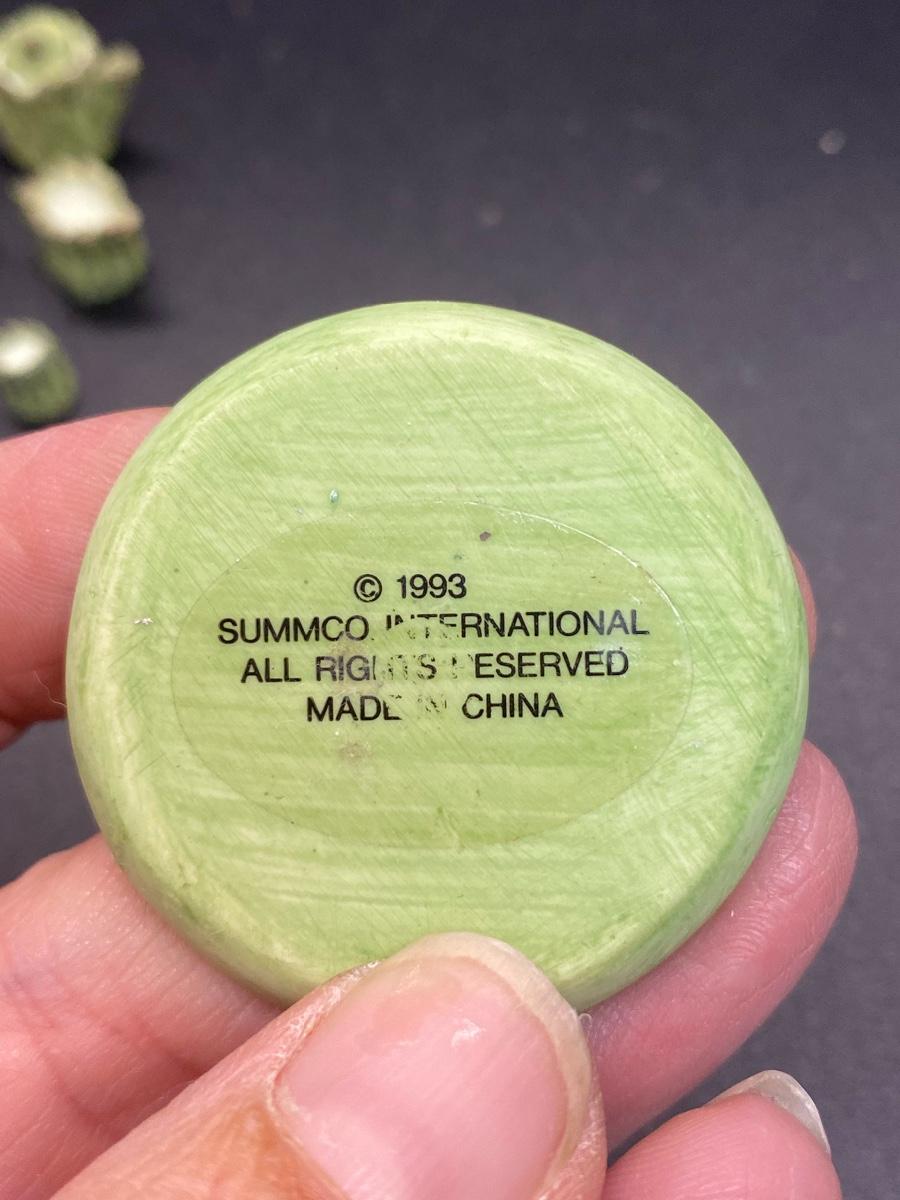 © 1993
SUMMCO INTERNATIONAL
ALL RIGHTS RESERVED
MADE IN CHINA